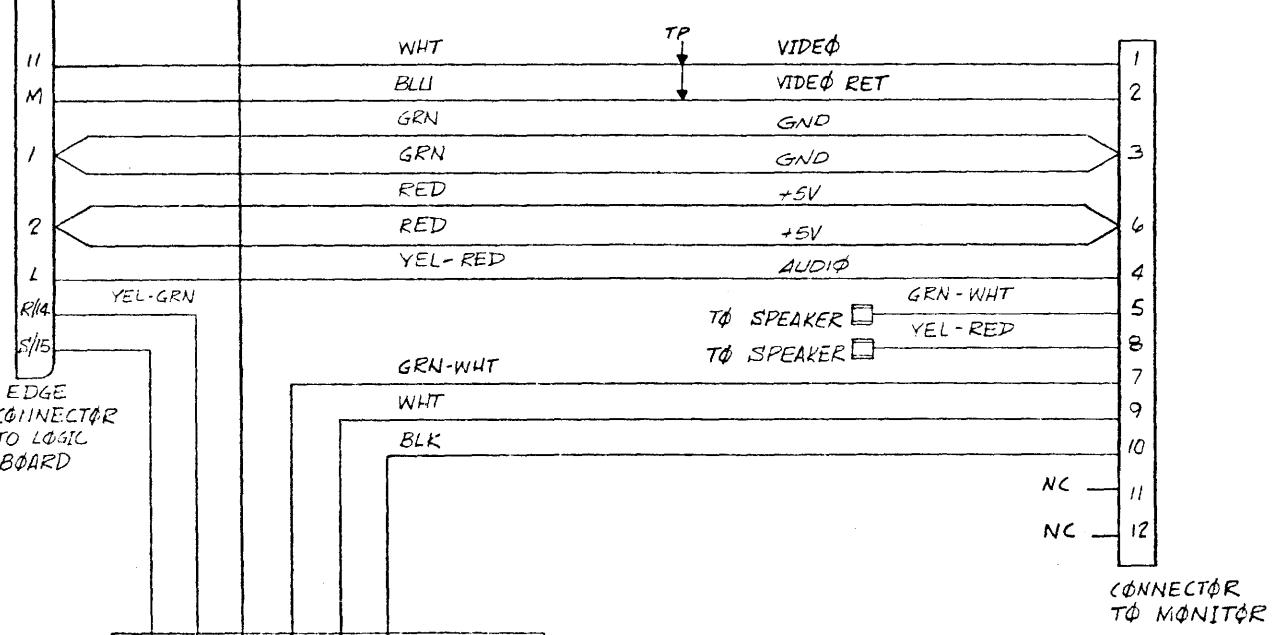 TP
11 WHT VIDEØ 1
M BLU VIDEØ RET 2
GRN GND
1 3
GRN GND
RED +5V
2 6
RED +5V
L YEL-RED AUDIØ 4
R/14 YEL-GRN GRN-WHT
TØ SPEAKER 5
S/15 YEL-RED
TØ SPEAKER 8
GRN-WHT 7
WHT 9
BLK 10
NC 11
NC 12
EDGE
CØNNECTØR
TO LØGIC
BØARD
CØNNECTØR
TØ MØNITØR